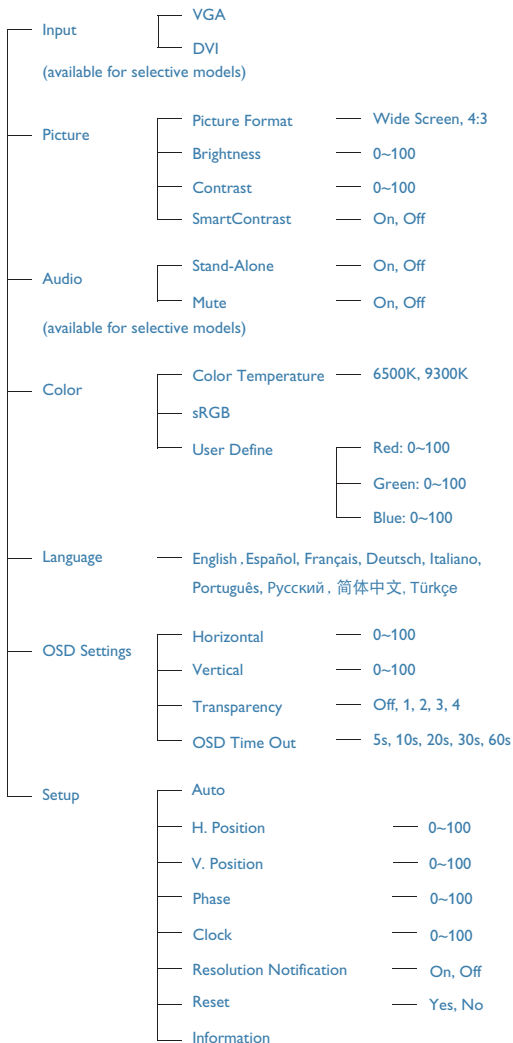 Input
VGA
DVI
(available for selective models)
Picture
Picture Format
Wide Screen, 4:3
Brightness
0~100
Contrast
0~100
SmartContrast
On, Off
Audio
Stand-Alone
On, Off
Mute
On, Off
(available for selective models)
Color
Color Temperature
6500K, 9300K
sRGB
User Define
Red: 0~100
Green: 0~100
Blue: 0~100
Language
English, Español, Français, Deutsch, Italiano,
Português, Русский, 简体中文, Türkçe
OSD Settings
Horizontal
0~100
Vertical
0~100
Transparency
Off, 1, 2, 3, 4
OSD Time Out
5s, 10s, 20s, 30s, 60s
Setup
Auto
H. Position
0~100
V. Position
0~100
Phase
0~100
Clock
0~100
Resolution Notification
On, Off
Reset
Yes, No
Information